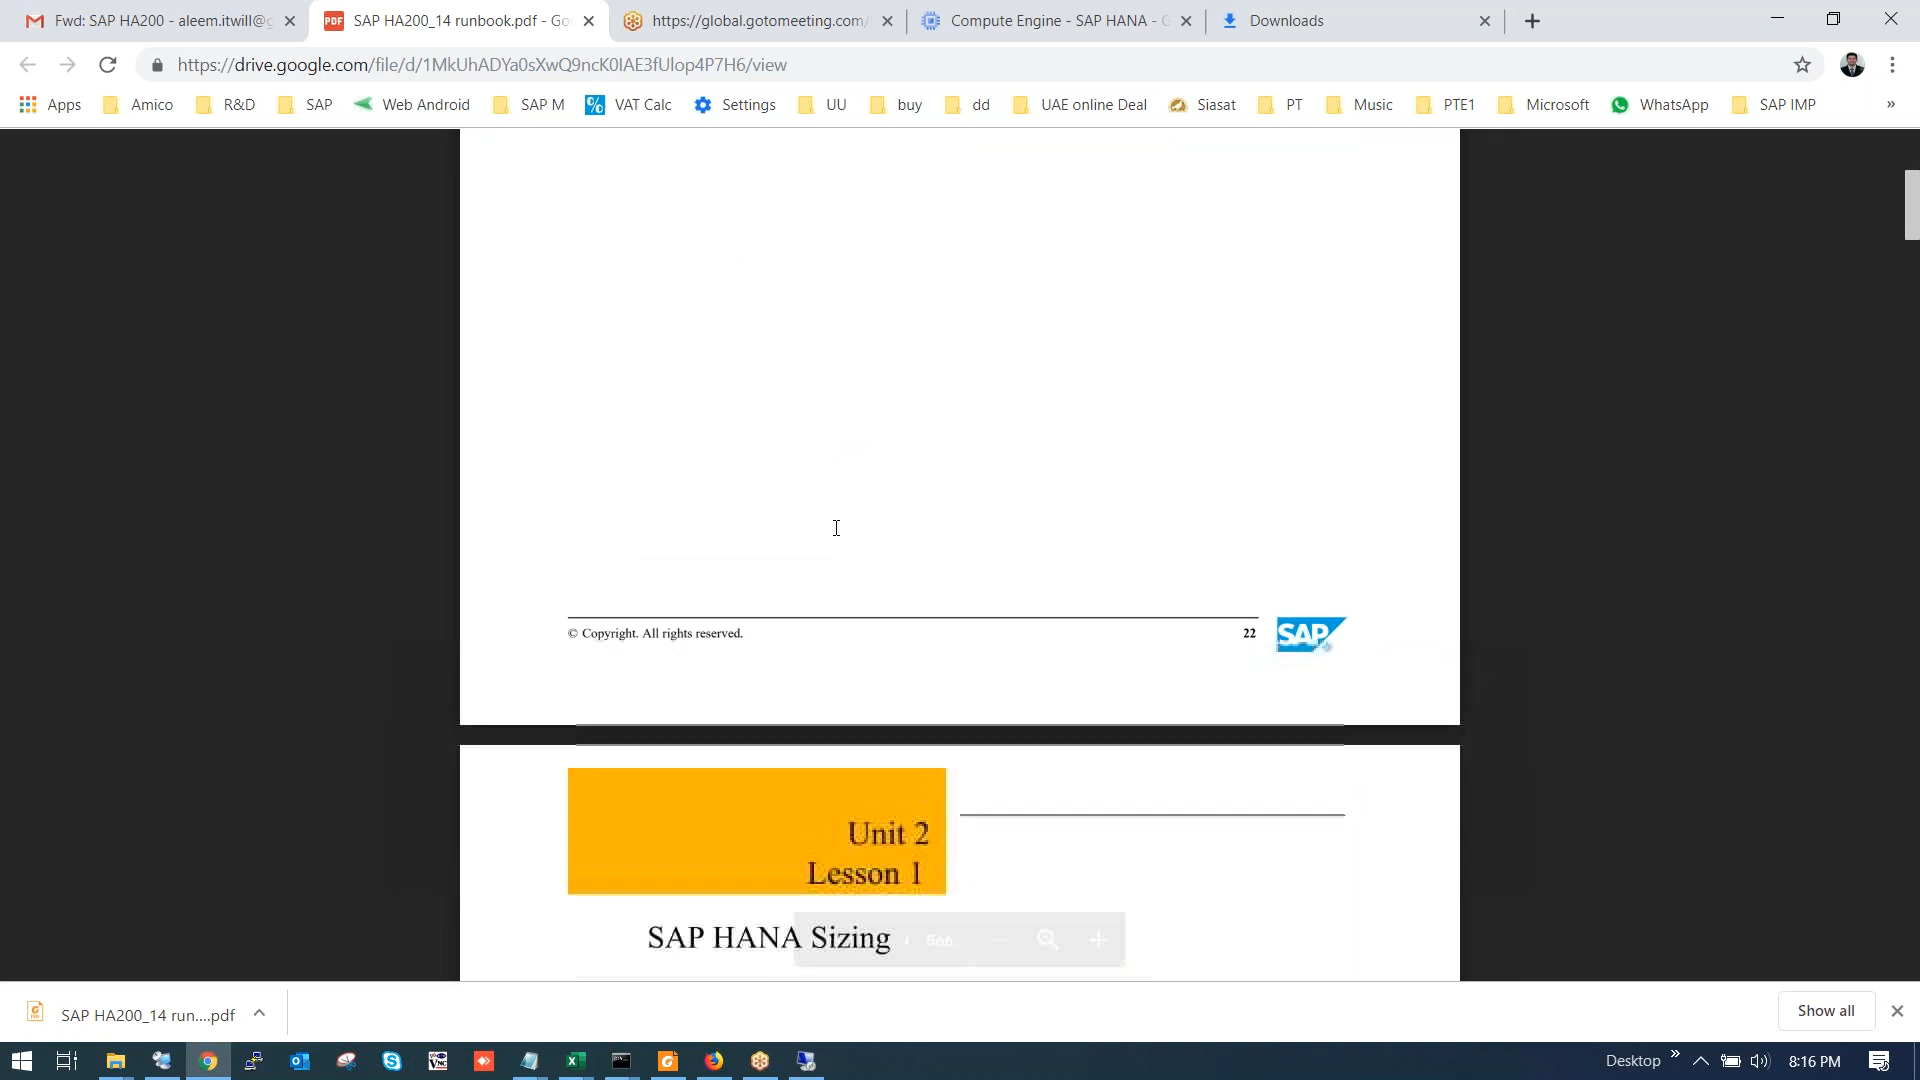 Fwd: SAP HA200 - aleem.itwill@g
PDF
SAP HA200_14 runbook.pdf - Go
https://global.gotomeeting.com/
Compute Engine - SAP HANA - G
Downloads
https://drive.google.com/file/d/1MkUhADYa0sXwQ9ncK0IAE3fUlop4P7H6/view
Apps
Amico
R&D
SAP
Web Android
SAP M
VAT Calc
Settings
UU
buy
dd
UAE online Deal
Siasat
PT
Music
PTE1
Microsoft
WhatsApp
SAP IMP
»
© Copyright. All rights reserved.
22
SAP
Unit 2
Lesson 1
SAP HANA Sizing
566
SAP HA200_14 run....pdf
Show all
Desktop
8:16 PM